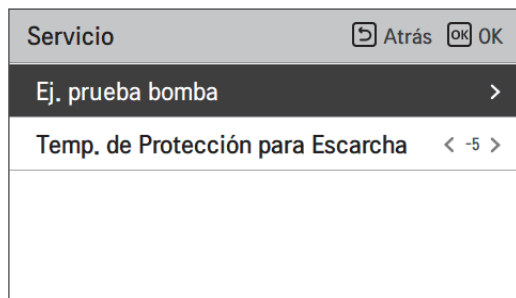 Servicio Atrás OK OK
Ej. prueba bomba >
Temp. de Protección para Escarcha < -5 >